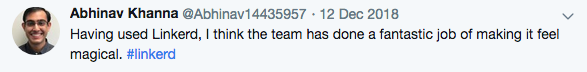 Abhinav Khanna @Abhinav14435957 · 12 Dec 2018
Having used Linkerd, I think the team has done a fantastic job of making it feel
magical. #linkerd